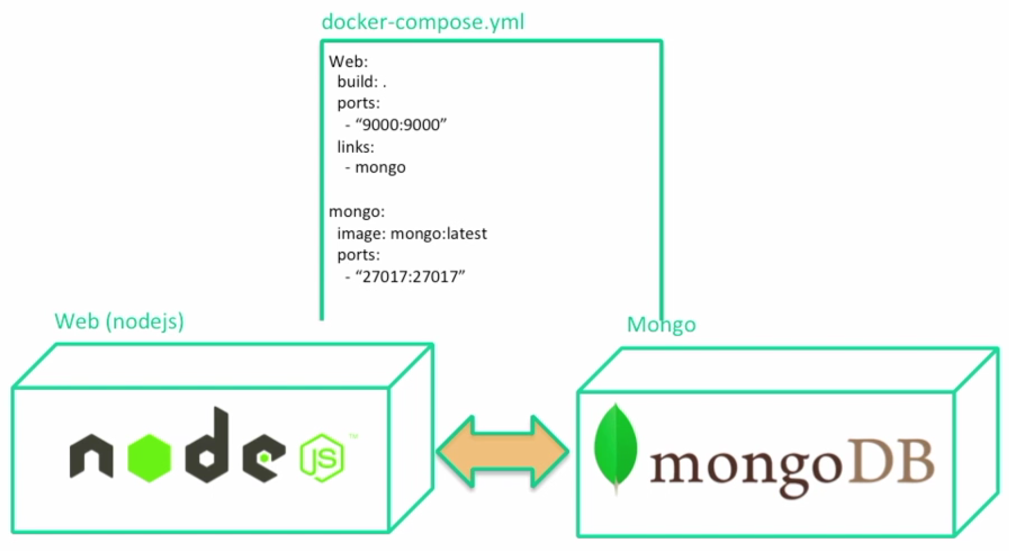 docker-compose.yml
Web:
build: .
ports:
- “9000:9000”
links:
- mongo
mongo:
image: mongo:latest
ports:
- “27017:27017”
Web (nodejs)
Mongo
node JS ™
mongoDB